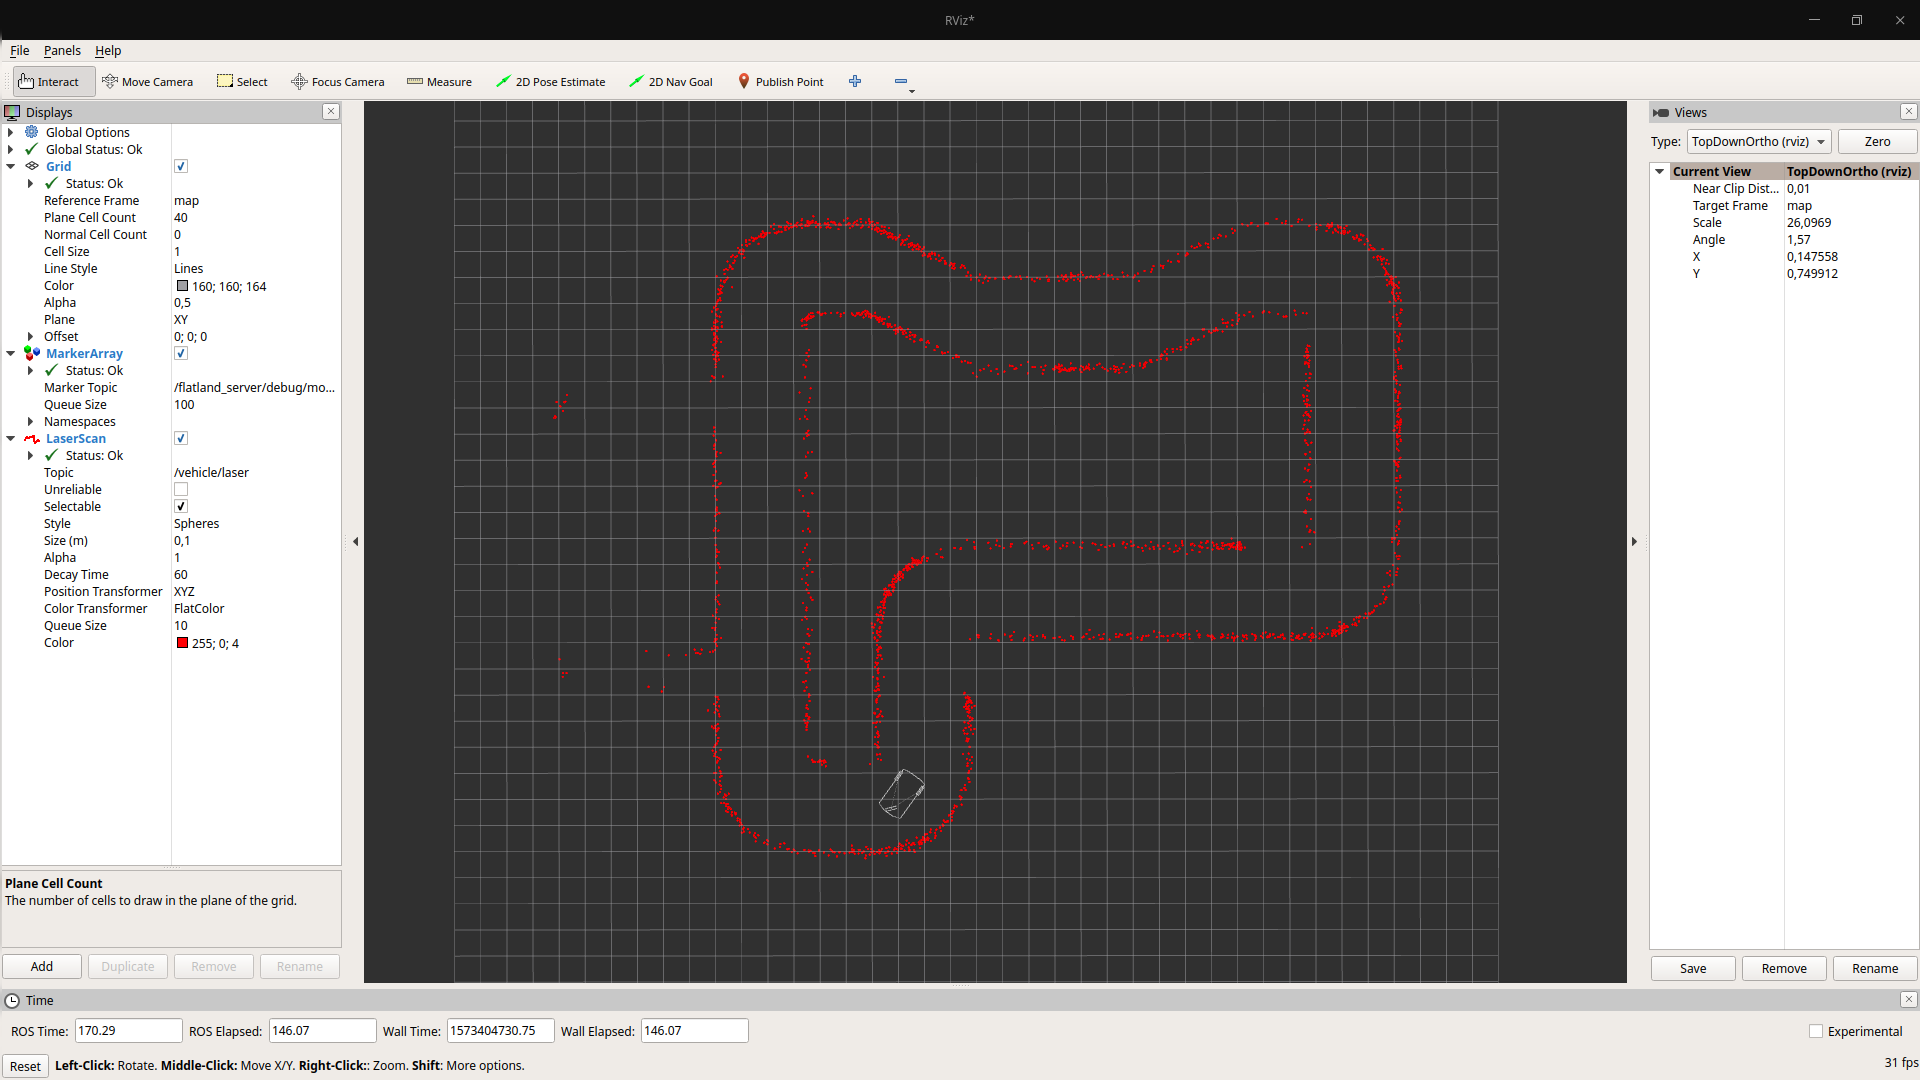 RViz*
File Panels Help
Interact Move Camera Select Focus Camera Measure 2D Pose Estimate 2D Nav Goal Publish Point
Displays
Global Options
Global Status: Ok
Grid
Status: Ok
Reference Frame map
Plane Cell Count 40
Normal Cell Count 0
Cell Size 1
Line Style Lines
Color 160; 160; 164
Alpha 0,5
Plane XY
Offset 0; 0; 0
MarkerArray
Status: Ok
Marker Topic /flatland_server/debug/mo...
Queue Size 100
Namespaces
LaserScan
Status: Ok
Topic /vehicle/laser
Unreliable
Selectable
Style Spheres
Size (m) 0,1
Alpha 1
Decay Time 60
Position Transformer XYZ
Color Transformer FlatColor
Queue Size 10
Color 255; 0; 4
Plane Cell Count
The number of cells to draw in the plane of the grid.
Add Duplicate Remove Rename
Views
Type: TopDownOrtho (rviz) Zero
Current View TopDownOrtho (rviz)
Near Clip Dist... 0,01
Target Frame map
Scale 26,0969
Angle 1,57
X 0,147558
Y 0,749912
Save Remove Rename
Time
ROS Time: 170.29 ROS Elapsed: 146.07 Wall Time: 1573404730.75 Wall Elapsed: 146.07 Experimental
Reset Left-Click: Rotate. Middle-Click: Move X/Y. Right-Click:: Zoom. Shift: More options. 31 fps